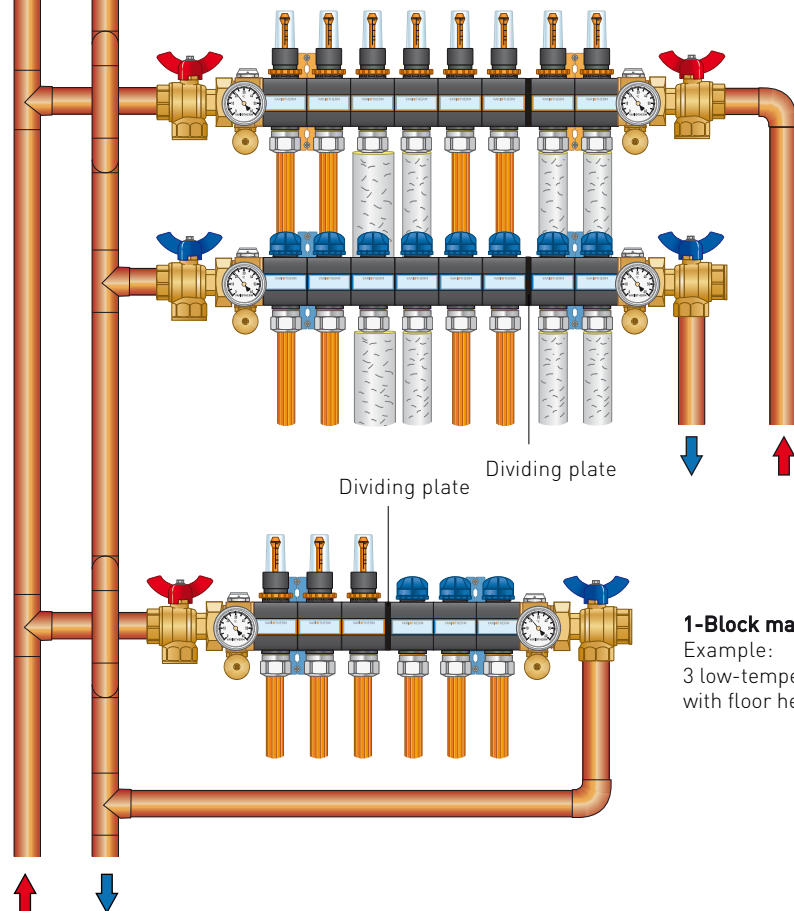 Dividing plate
Dividing plate
1-Block ma
Example:
3 low-tempe
with floor he